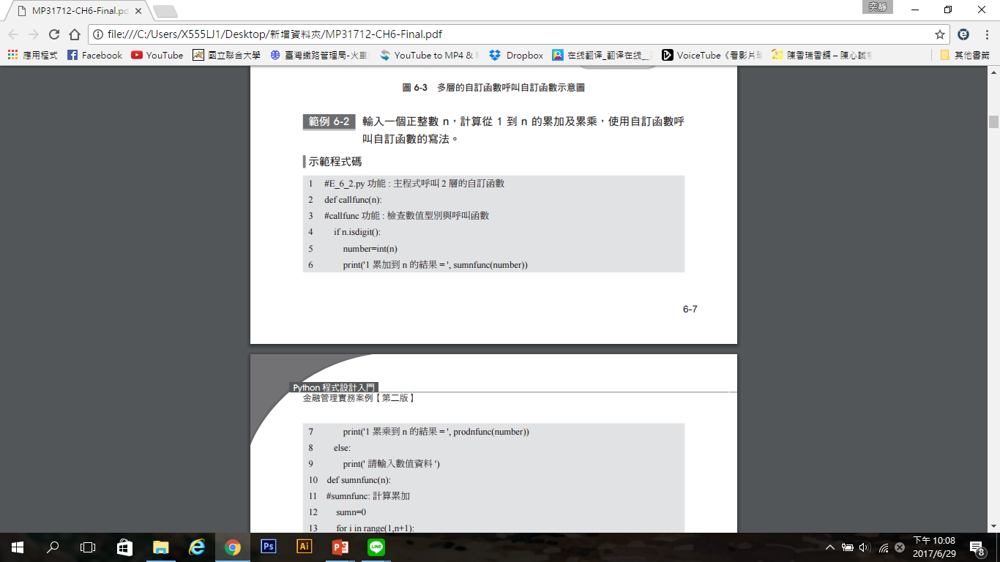 MP31712-CH6-Final.pd
奕靜
file:///C:/Users/X555LJ1/Desktop/新增資料夾/MP31712-CH6-Final.pdf
應用程式 Facebook YouTube 國立聯合大學 臺灣鐵路管理局-火車 YouTube to MP4 & Dropbox 在线翻译_翻译在线_ VoiceTube《看影片 陳香瑞香舖 – 陳心誠 其他書籤
圖 6-3 多層的自訂函數呼叫自訂函數示意圖
範例 6-2 輸入一個正整數 n，計算從 1 到 n 的累加及累乘，使用自訂函數呼
叫自訂函數的寫法。
示範程式碼
1 #E_6_2.py 功能 : 主程式呼叫 2 層的自訂函數
2 def callfunc(n):
3 #callfunc 功能 : 檢查數值型別與呼叫函數
4 if n.isdigit():
5 number=int(n)
6 print('1 累加到 n 的結果 = ', sumnfunc(number))
6-7
Python 程式設計入門
金融管理實務案例【第二版】
7 print('1 累乘到 n 的結果 = ', prodnfunc(number))
8 else:
9 print(' 請輸入數值資料 ')
10 def sumnfunc(n):
11 #sumnfunc: 計算累加
12 sumn=0
13 for i in range(1,n+1):
Ps Ai P LINE
下午 10:08
2017/6/29
8